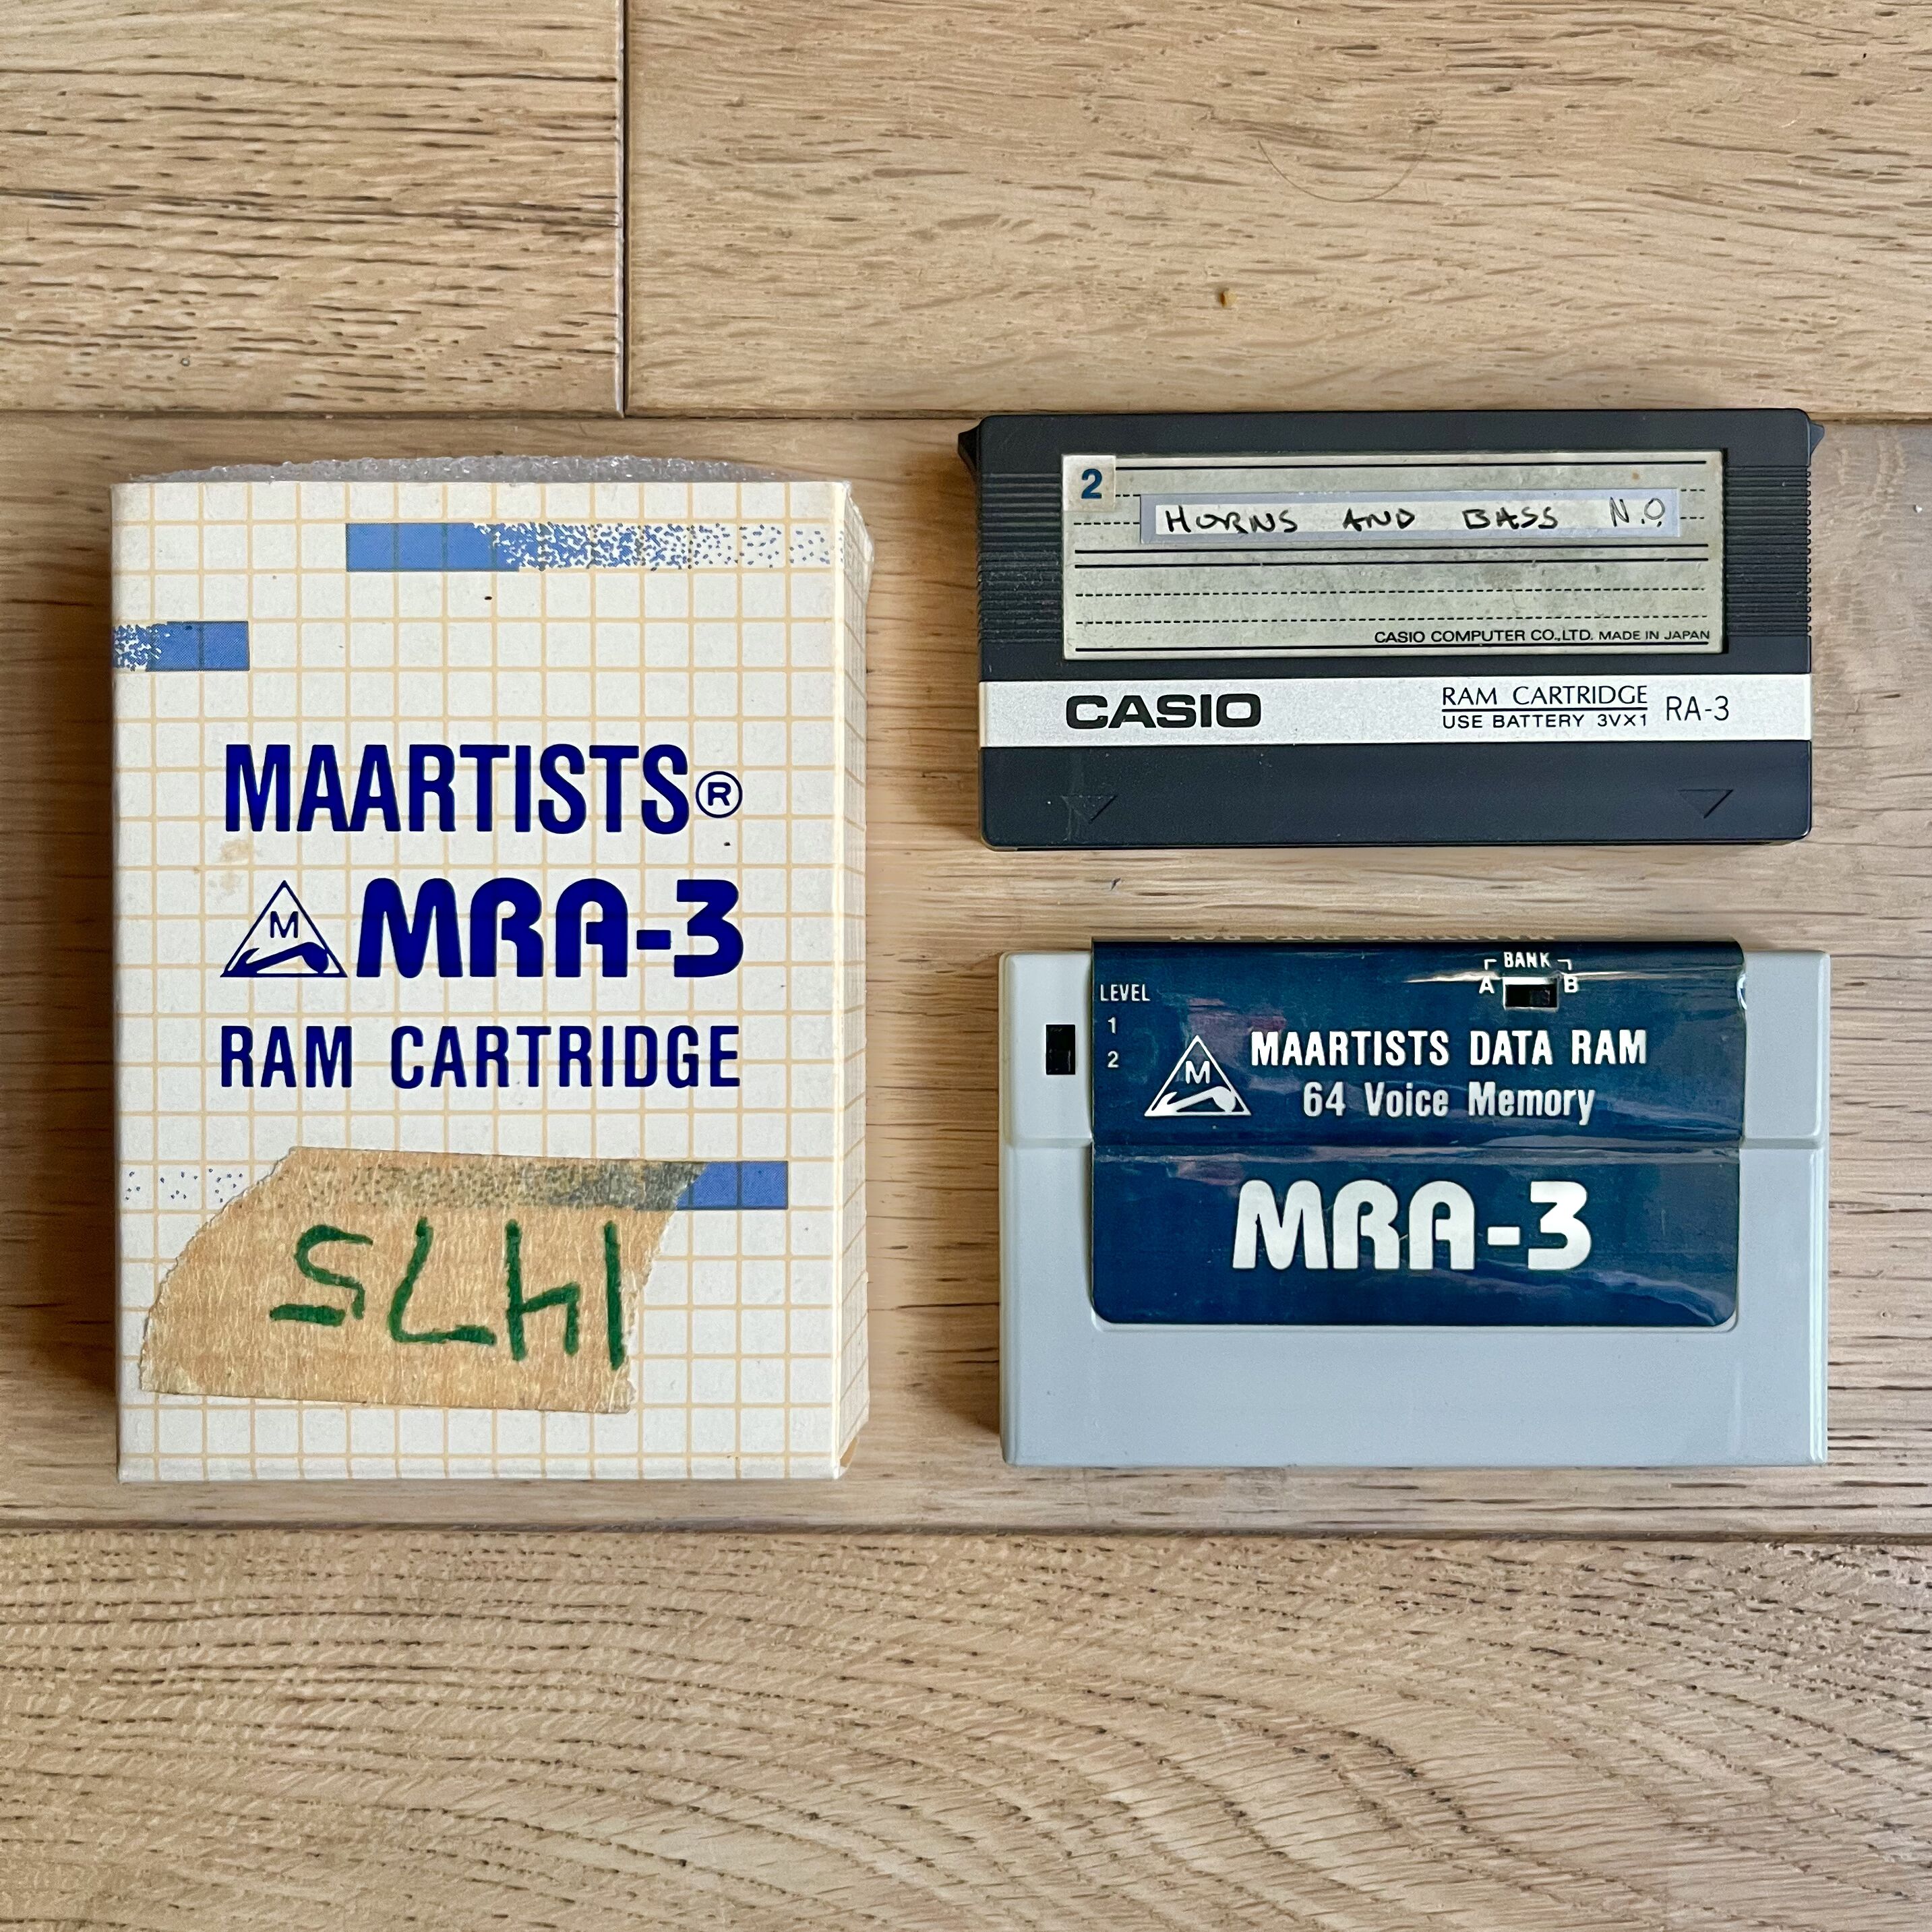 MAARTISTS®
M MRA-3
RAM CARTRIDGE
1475
2
HORNS AND BASS N.O.
CASIO COMPUTER CO.,LTD. MADE IN JAPAN
CASIO
RAM CARTRIDGE
USE BATTERY 3V×1
RA-3
BANK
A B
LEVEL
1
2
M
MAARTISTS DATA RAM
64 Voice Memory
MRA-3